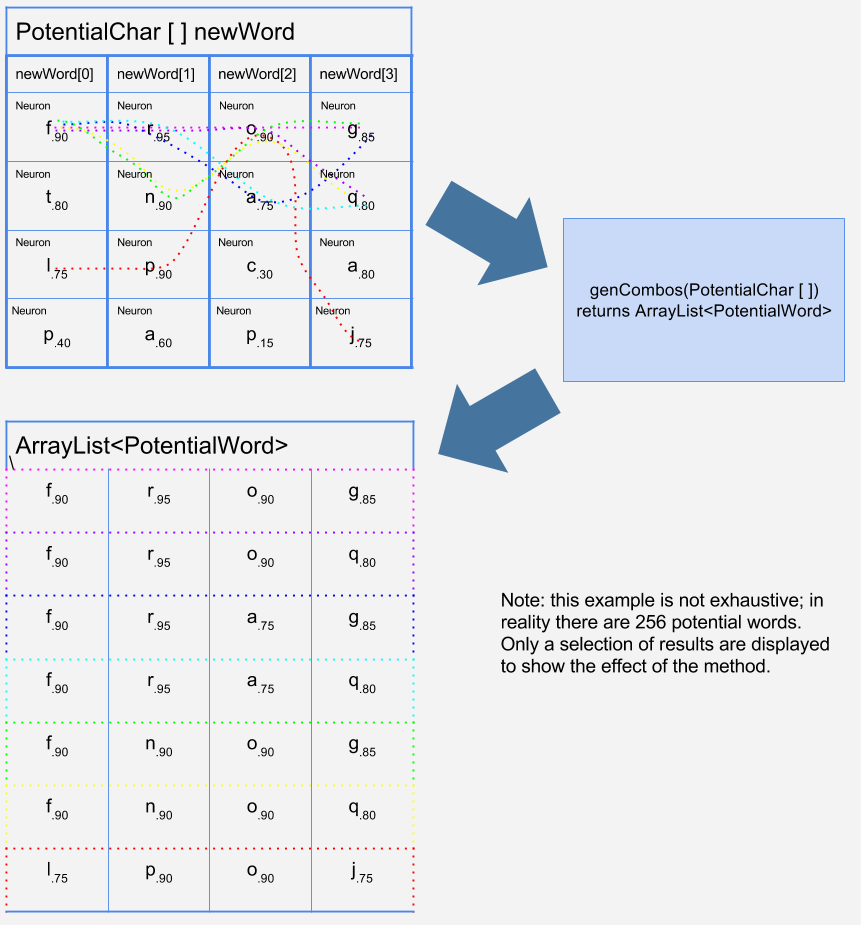 PotentialChar [ ] newWord
newWord[0] newWord[1] newWord[2] newWord[3]
Neuron Neuron Neuron Neuron
f.90 r.95 o.90 g.85
Neuron Neuron Neuron Neuron
t.80 n.90 a.75 q.80
Neuron Neuron Neuron Neuron
l.75 p.90 c.30 a.80
Neuron Neuron Neuron Neuron
p.40 a.60 p.15 j.75
genCombos(PotentialChar [ ])
returns ArrayList<PotentialWord>
ArrayList<PotentialWord>
\
f.90 r.95 o.90 g.85
f.90 r.95 o.90 q.80
f.90 r.95 a.75 g.85
f.90 r.95 a.75 q.80
f.90 n.90 o.90 g.85
f.90 n.90 o.90 q.80
l.75 p.90 o.90 j.75
Note: this example is not exhaustive; in
reality there are 256 potential words.
Only a selection of results are displayed
to show the effect of the method.